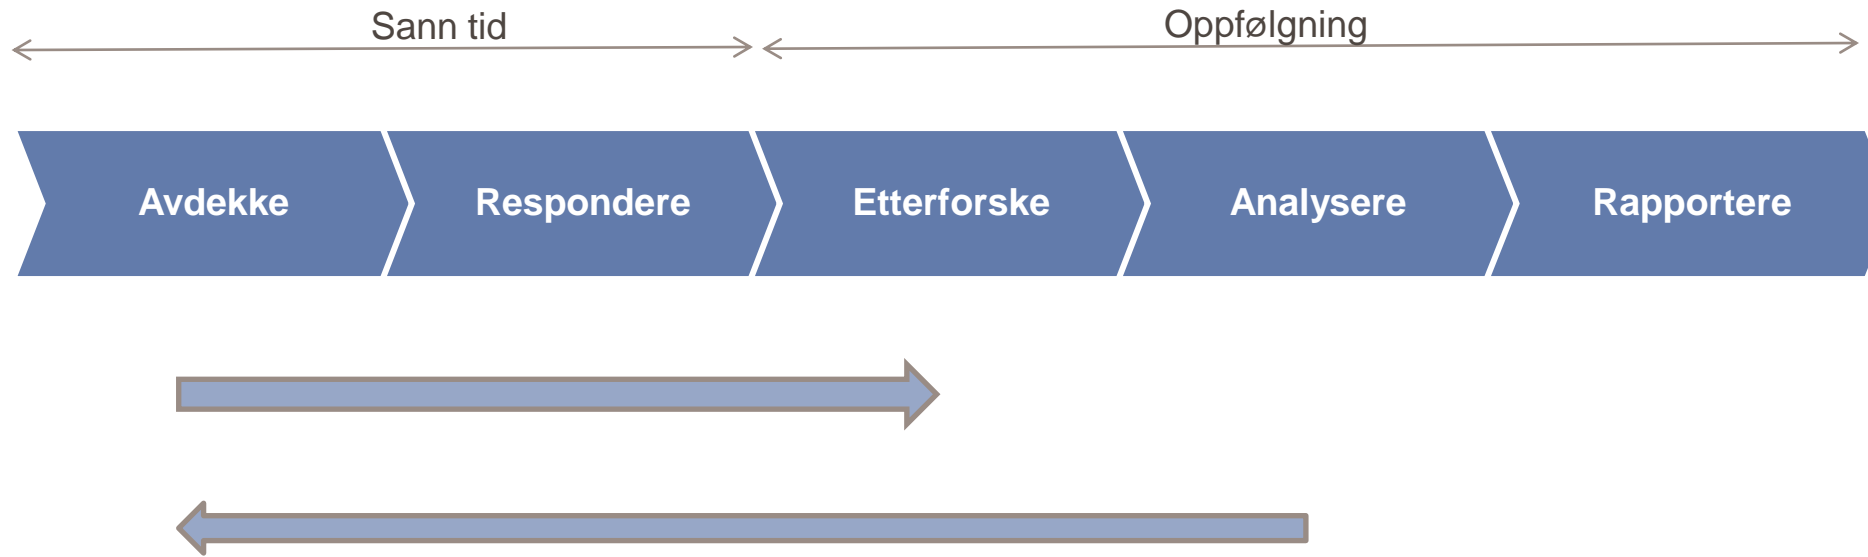 Sann tid
Oppfølgning
Avdekke
Respondere
Etterforske
Analysere
Rapportere